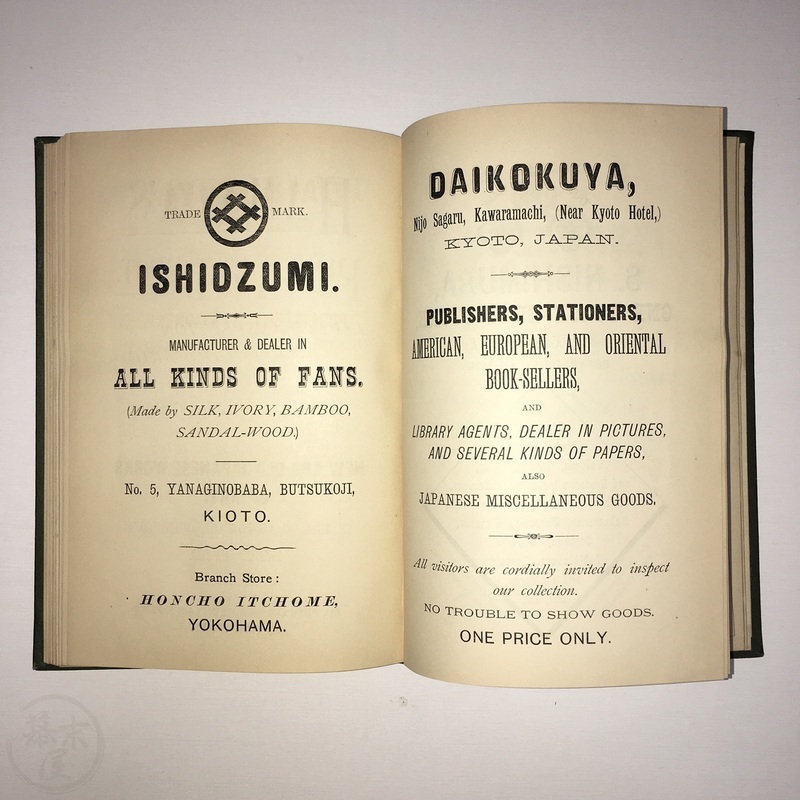 TRADE MARK.
ISHIDZUMI.
MANUFACTURER & DEALER IN
ALL KINDS OF FANS.
(Made by SILK, IVORY, BAMBOO,
SANDAL-WOOD.)
No. 5, YANAGINOBABA, BUTSUKOJI,
KIOTO.
Branch Store:
HONCHO ITCHOME,
YOKOHAMA.
DAIKOKUYA,
Nijo Sagaru, Kawaramachi, (Near Kyoto Hotel,)
KYOTO, JAPAN.
PUBLISHERS, STATIONERS,
AMERICAN, EUROPEAN, AND ORIENTAL
BOOK-SELLERS,
AND
LIBRARY AGENTS, DEALER IN PICTURES,
AND SEVERAL KINDS OF PAPERS,
ALSO
JAPANESE MISCELLANEOUS GOODS.
All visitors are cordially invited to inspect
our collection.
NO TROUBLE TO SHOW GOODS.
ONE PRICE ONLY.
幕末屋